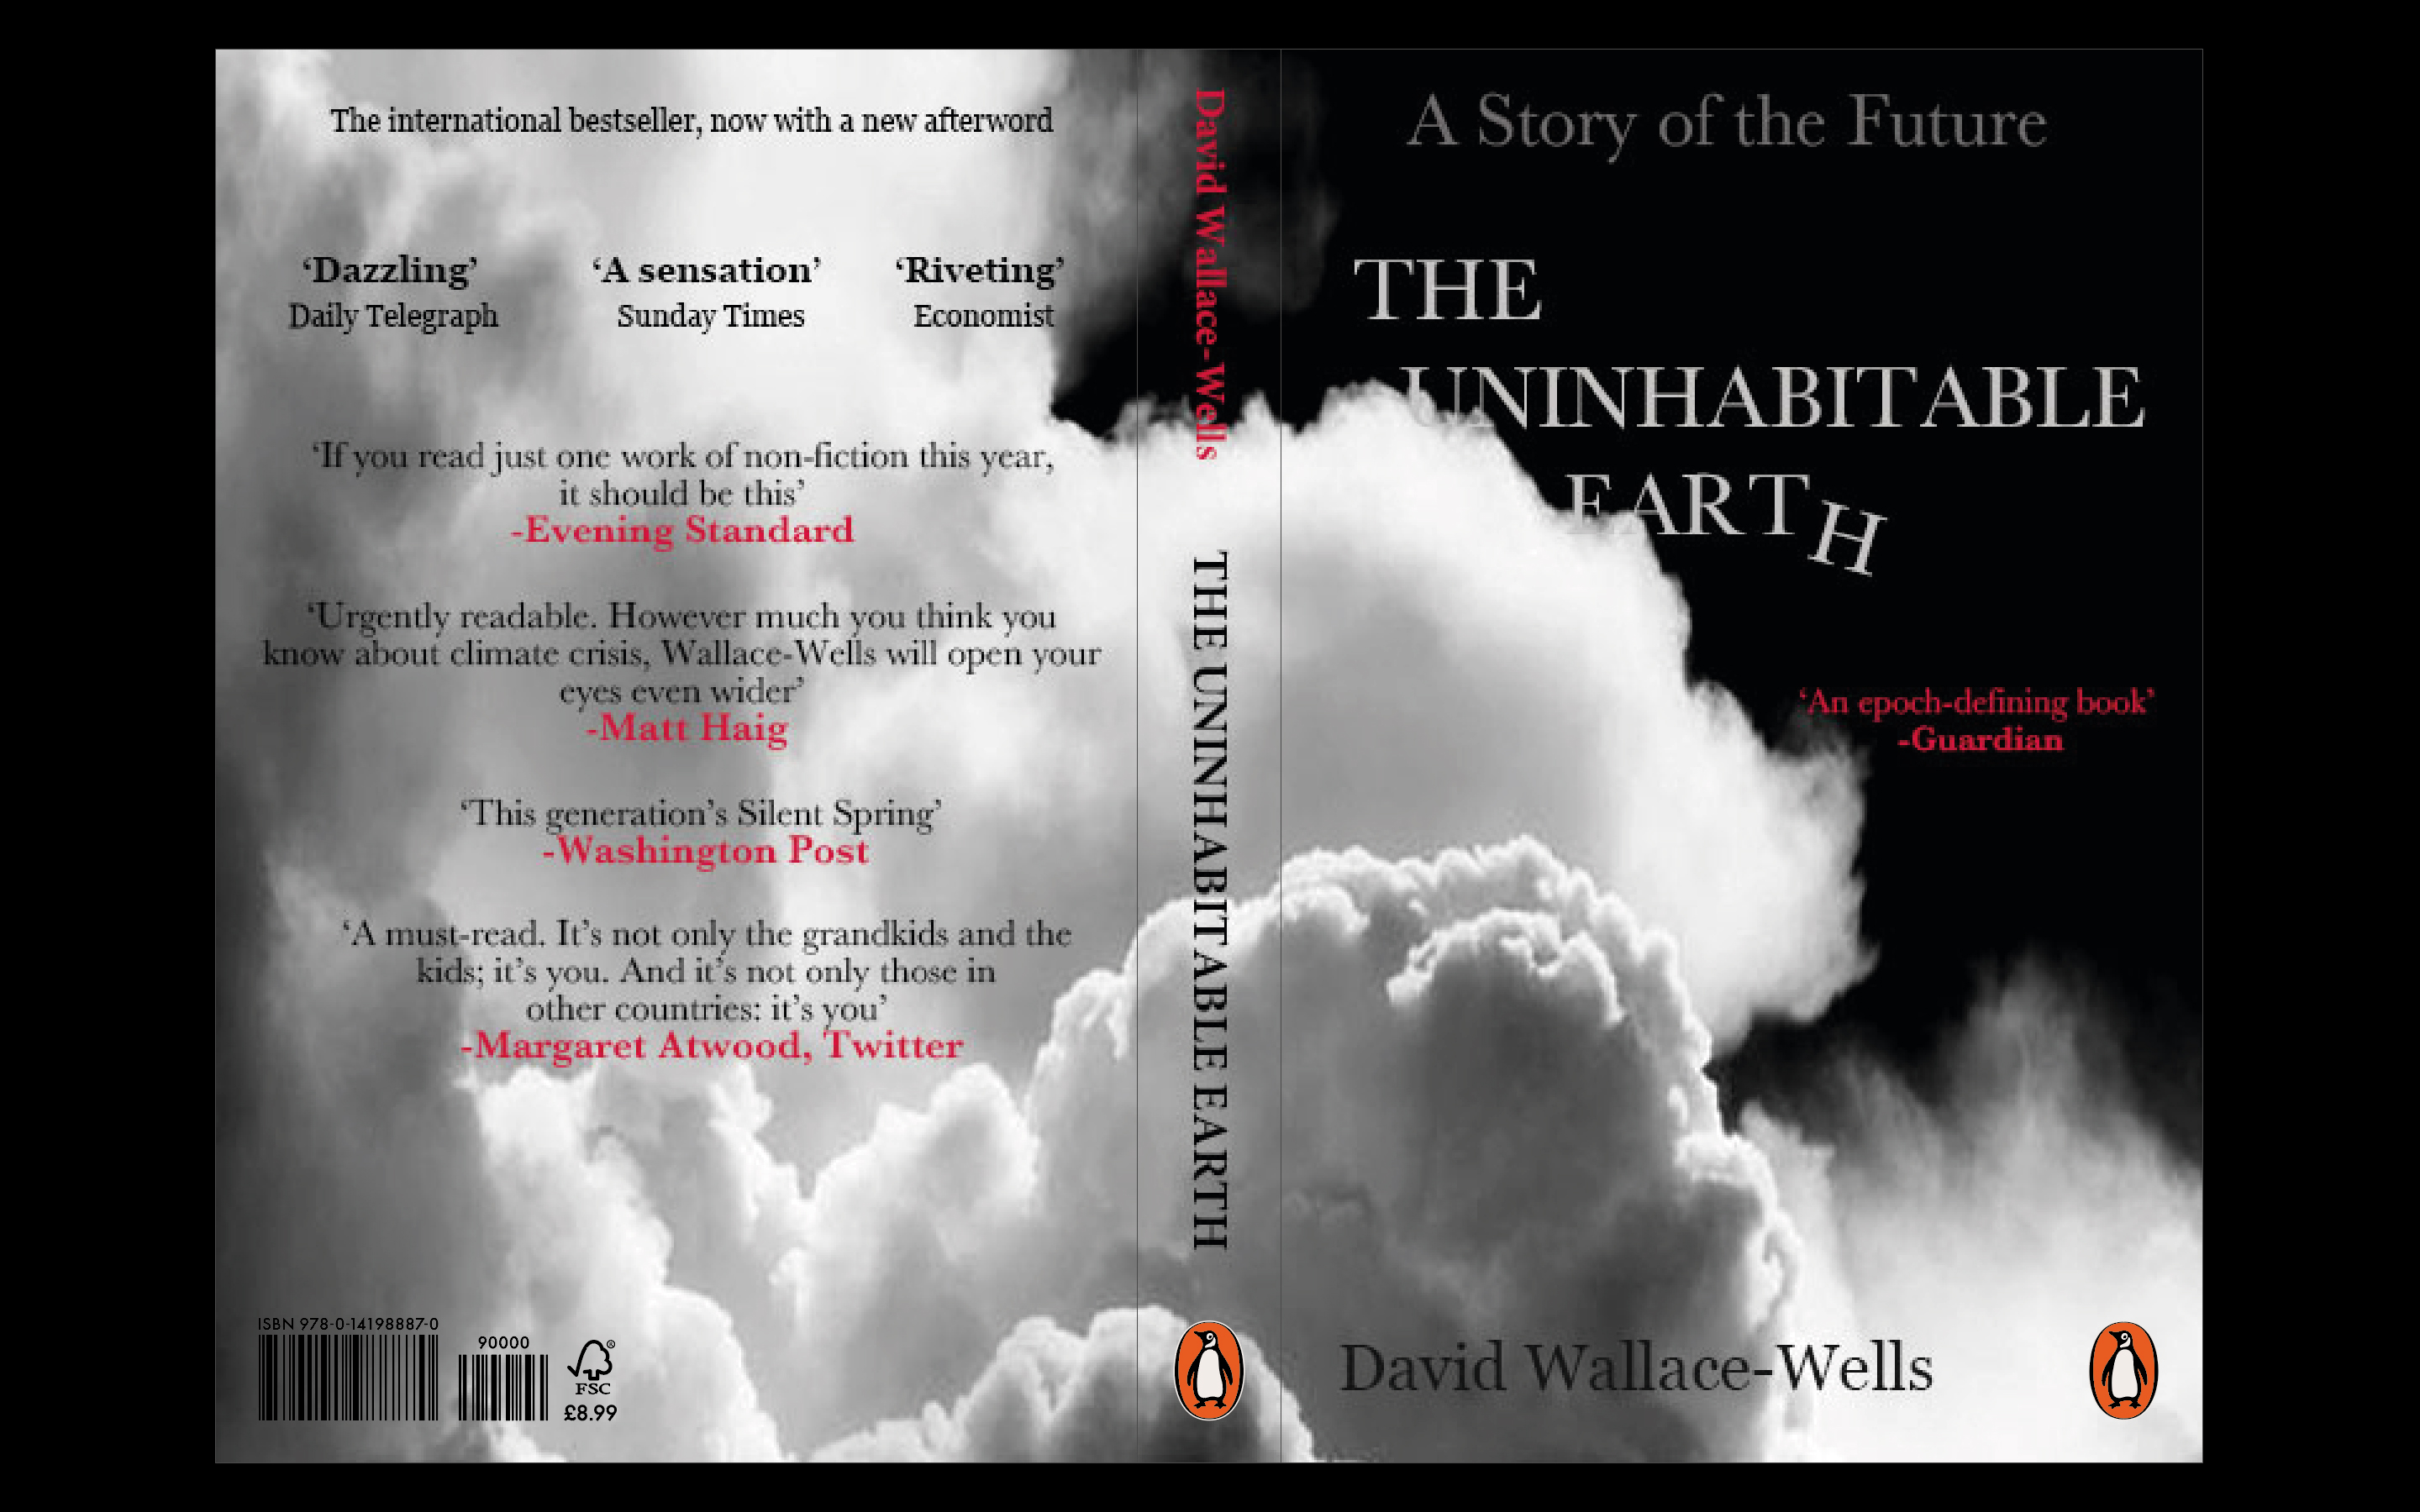 The international bestseller, now with a new afterword
‘Dazzling’
Daily Telegraph
‘A sensation’
Sunday Times
‘Riveting’
Economist
‘If you read just one work of non-fiction this year,
it should be this’
-Evening Standard
‘Urgently readable. However much you think you
know about climate crisis, Wallace-Wells will open your
eyes even wider’
-Matt Haig
‘This generation’s Silent Spring’
-Washington Post
‘A must-read. It’s not only the grandkids and the
kids; it’s you. And it’s not only those in
other countries: it’s you’
-Margaret Atwood, Twitter
ISBN 978-0-14198887-0
90000
®
FSC
£8.99
David Wallace-Wells
THE UNINHABITABLE EARTH
A Story of the Future
THE
UNINHABITABLE
EARTH
‘An epoch-defining book’
-Guardian
David Wallace-Wells